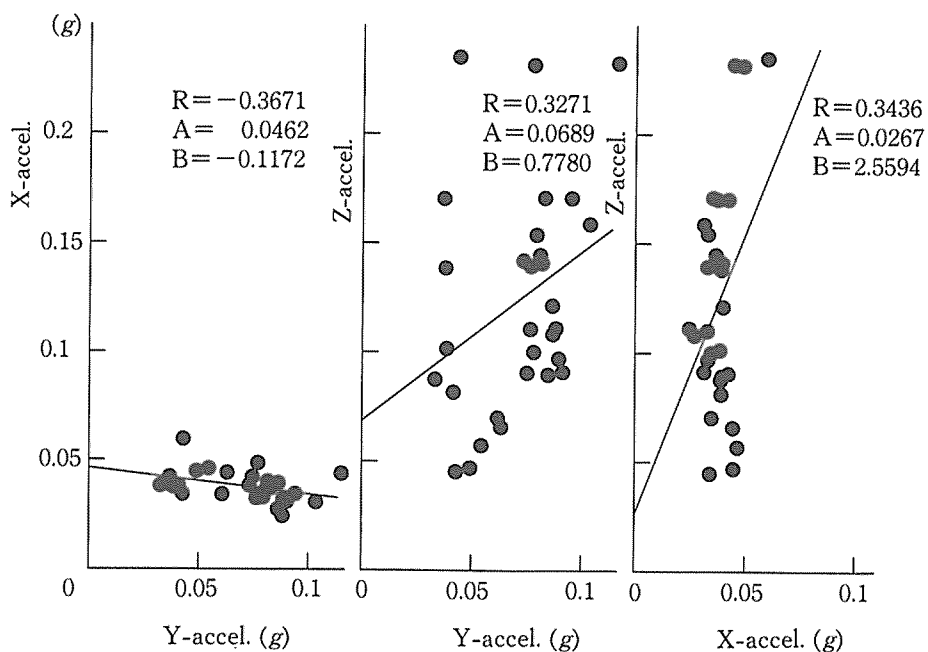 (g)
X-accel.
0.2
0.15
0.1
0.05
0
R=−0.3671
A= 0.0462
B=−0.1172
0.05
0.1
Y-accel. (g)
Z-accel.
R=0.3271
A=0.0689
B=0.7780
0
0.05
0.1
Y-accel. (g)
Z-accel.
R=0.3436
A=0.0267
B=2.5594
0
0.05
0.1
X-accel. (g)